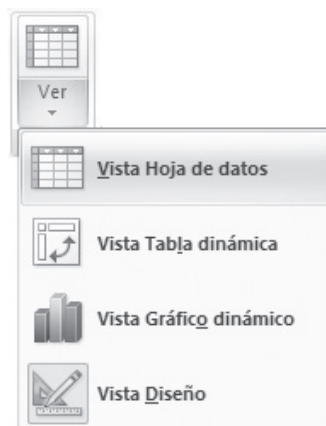 Ver
Vista Hoja de datos
Vista Tabla dinámica
Vista Gráfico dinámico
Vista Diseño